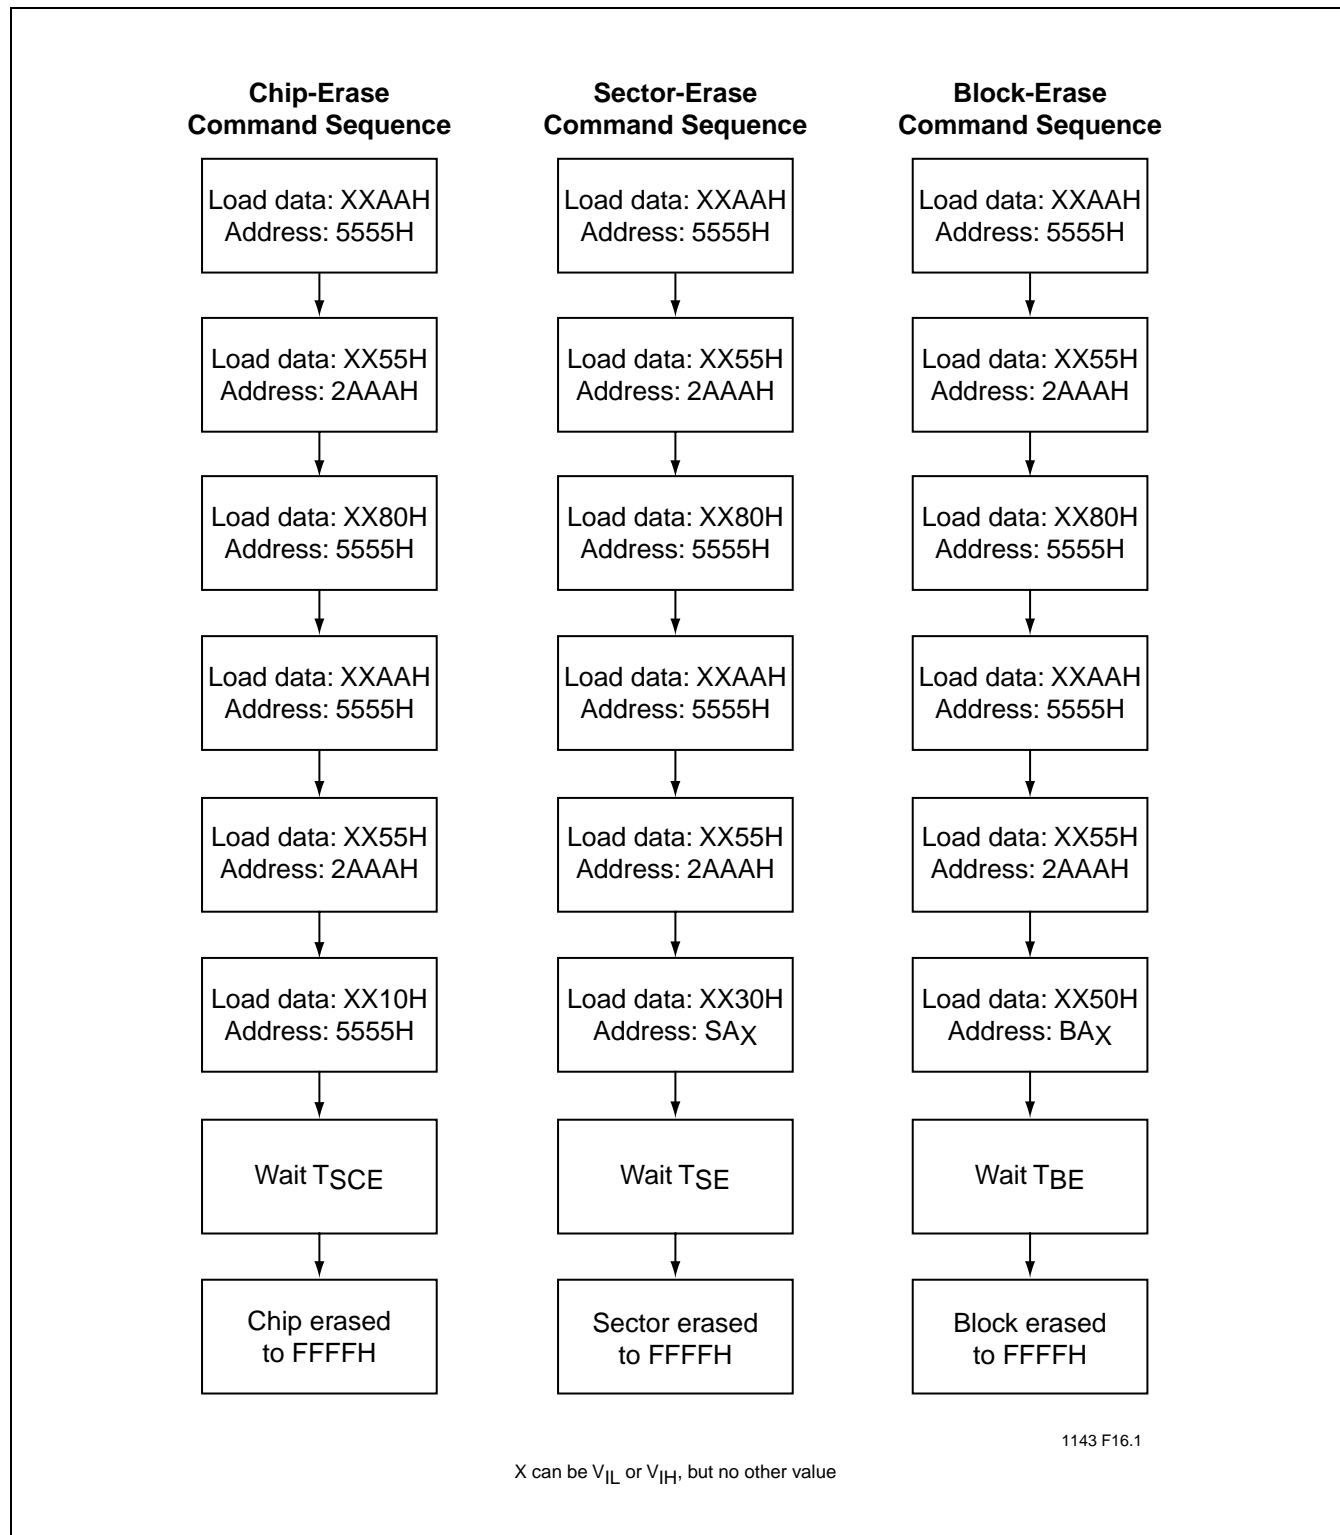 Chip-Erase
Command Sequence
Load data: XXAAH
Address: 5555H
Load data: XX55H
Address: 2AAAH
Load data: XX80H
Address: 5555H
Load data: XXAAH
Address: 5555H
Load data: XX55H
Address: 2AAAH
Load data: XX10H
Address: 5555H
Wait TSCE
Chip erased
to FFFFH
Sector-Erase
Command Sequence
Load data: XXAAH
Address: 5555H
Load data: XX55H
Address: 2AAAH
Load data: XX80H
Address: 5555H
Load data: XXAAH
Address: 5555H
Load data: XX55H
Address: 2AAAH
Load data: XX30H
Address: SAX
Wait TSE
Sector erased
to FFFFH
Block-Erase
Command Sequence
Load data: XXAAH
Address: 5555H
Load data: XX55H
Address: 2AAAH
Load data: XX80H
Address: 5555H
Load data: XXAAH
Address: 5555H
Load data: XX55H
Address: 2AAAH
Load data: XX50H
Address: BAX
Wait TBE
Block erased
to FFFFH
1143 F16.1
X can be VIL or VIH, but no other value